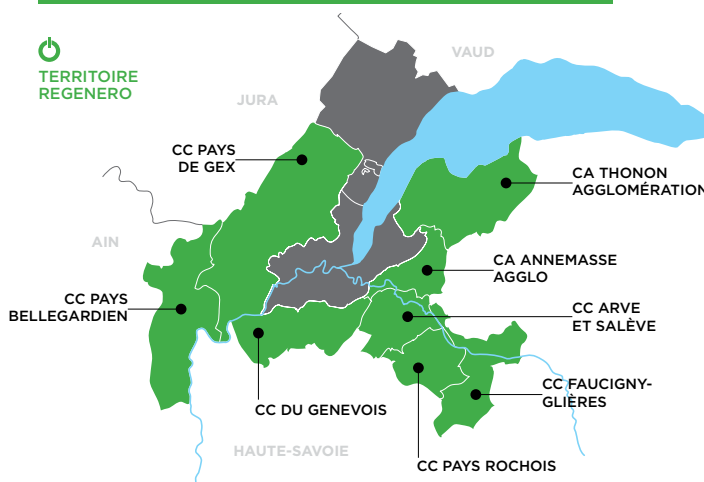 VAUD
TERRITOIRE
REGENERO
JURA
CC PAYS
DE GEX
CA THONON
AGGLOMÉRATION
AIN
CA ANNEMASSE
AGGLO
CC PAYS
BELLEGARDIEN
CC ARVE
ET SALÈVE
CC FAUCIGNY-
GLIÈRES
CC DU GENEVOIS
HAUTE-SAVOIE
CC PAYS ROCHOIS